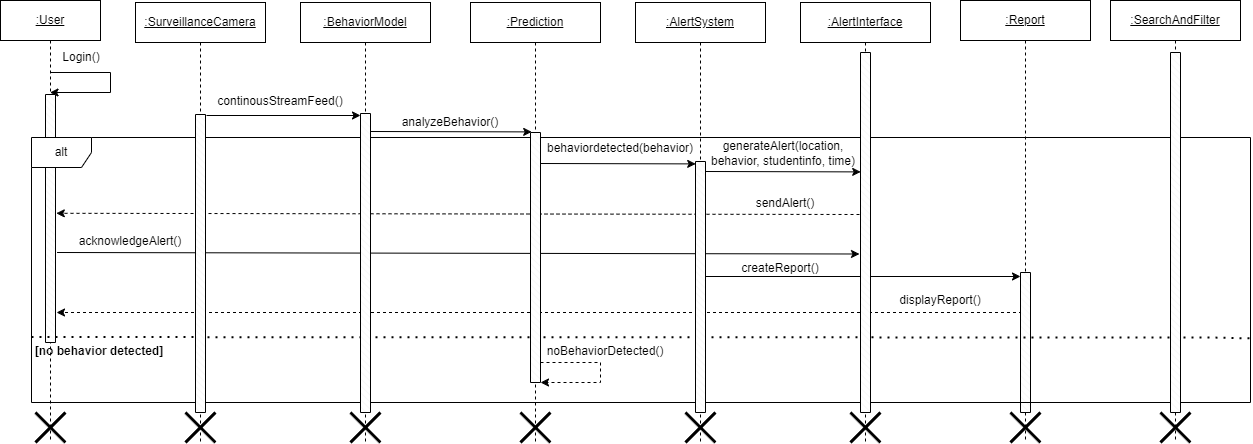 :User
:SurveillanceCamera
:BehaviorModel
:Prediction
:AlertSystem
:AlertInterface
:Report
:SearchAndFilter
Login()
continousStreamFeed()
analyzeBehavior()
alt
behaviordetected(behavior)
generateAlert(location,
behavior, studentinfo, time)
sendAlert()
acknowledgeAlert()
createReport()
displayReport()
[no behavior detected]
noBehaviorDetected()